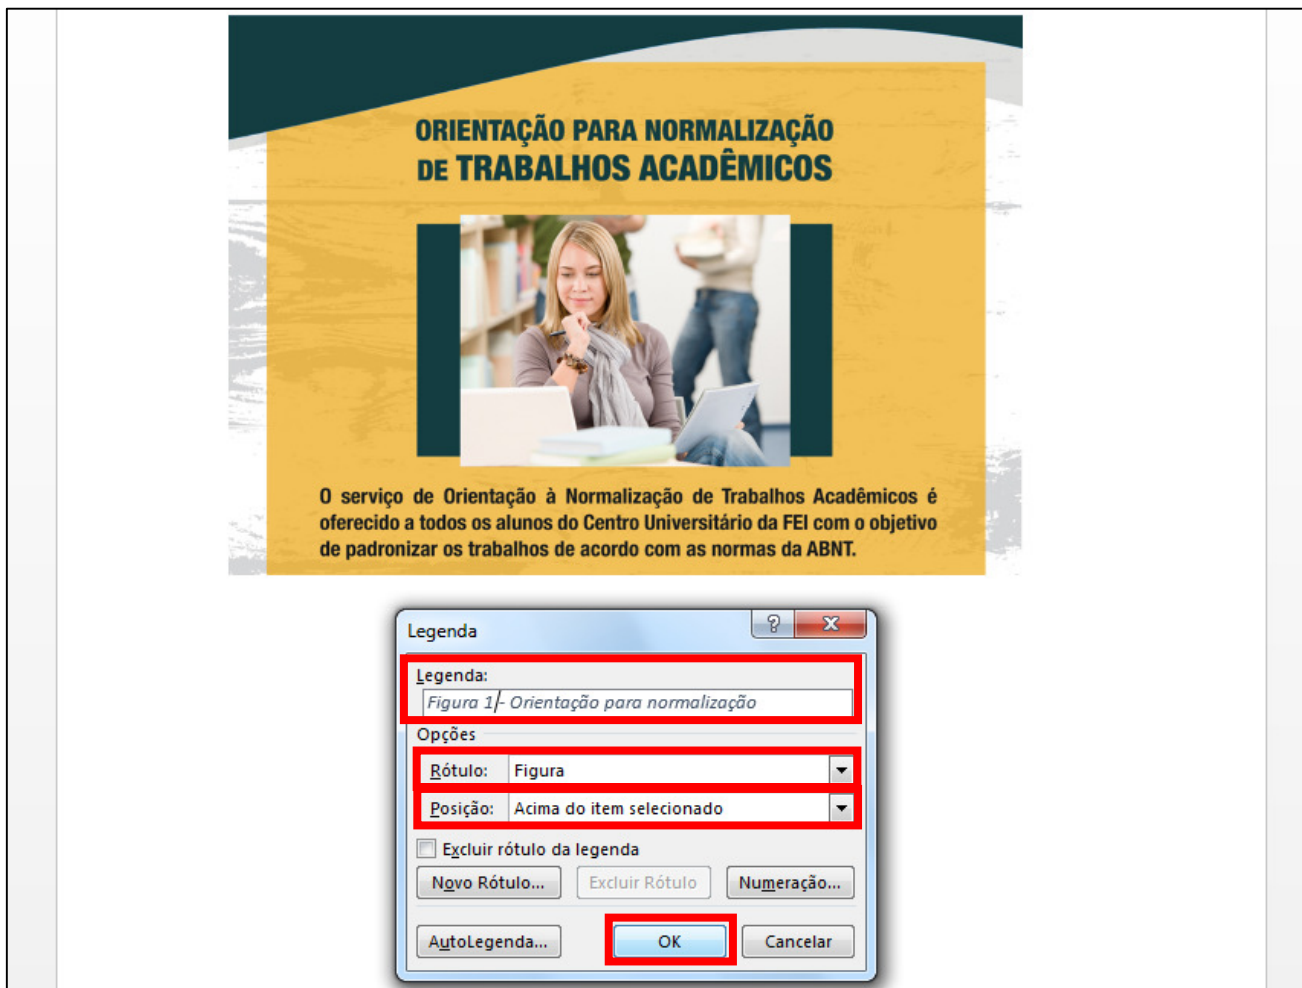 ORIENTAÇÃO PARA NORMALIZAÇÃO
DE TRABALHOS ACADÊMICOS
O serviço de Orientação à Normalização de Trabalhos Acadêmicos é
oferecido a todos os alunos do Centro Universitário da FEI com o objetivo
de padronizar os trabalhos de acordo com as normas da ABNT.
Legenda
Legenda:
Figura 1- Orientação para normalização
Opções
Rótulo: Figura
Posição: Acima do item selecionado
Excluir rótulo da legenda
Novo Rótulo... Excluir Rótulo Numeração...
AutoLegenda... OK Cancelar